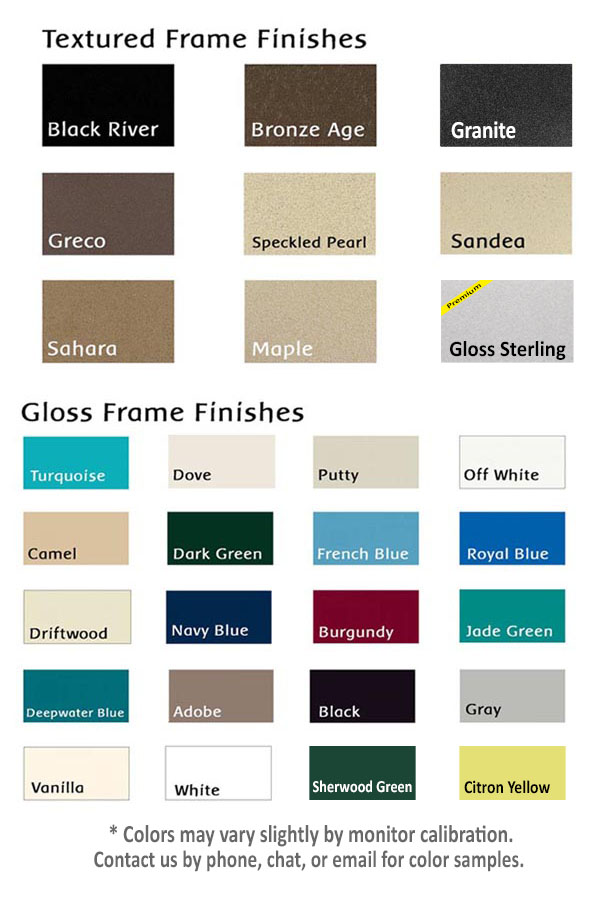 Textured Frame Finishes
Black River
Bronze Age
Granite
Greco
Speckled Pearl
Sandea
Sahara
Maple
Premium
Gloss Sterling
Gloss Frame Finishes
Turquoise
Dove
Putty
Off White
Camel
Dark Green
French Blue
Royal Blue
Driftwood
Navy Blue
Burgundy
Jade Green
Deepwater Blue
Adobe
Black
Gray
Vanilla
White
Sherwood Green
Citron Yellow
* Colors may vary slightly by monitor calibration.
Contact us by phone, chat, or email for color samples.